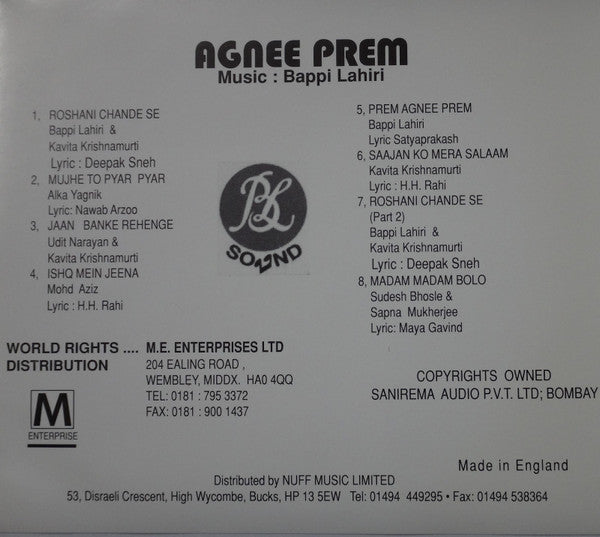 AGNEE PREM
Music : Bappi Lahiri
1, ROSHANI CHANDE SE
Bappi Lahiri &
Kavita Krishnamurti
Lyric : Deepak Sneh
2, MUJHE TO PYAR PYAR
Alka Yagnik
Lyric: Nawab Arzoo
3, JAAN BANKE REHENGE
Udit Narayan &
Kavita Krishnamurti
4, ISHQ MEIN JEENA
Mohd Aziz
Lyric : H.H. Rahi
BL
SOUND
5, PREM AGNEE PREM
Bappi Lahiri
Lyric Satyaprakash
6, SAAJAN KO MERA SALAAM
Kavita Krishnamurti
Lyric : H.H. Rahi
7, ROSHANI CHANDE SE
(Part 2)
Bappi Lahiri &
Kavita Krishnamurti
Lyric : Deepak Sneh
8, MADAM MADAM BOLO
Sudesh Bhosle &
Sapna Mukherjee
Lyric: Maya Gavind
WORLD RIGHTS .... M.E. ENTERPRISES LTD
DISTRIBUTION 204 EALING ROAD ,
WEMBLEY, MIDDX. HA0 4QQ
TEL: 0181 : 795 3372
FAX: 0181 : 900 1437
M
ENTERPRISE
COPYRIGHTS OWNED
SANIREMA AUDIO P.V.T. LTD; BOMBAY
Made in England
Distributed by NUFF MUSIC LIMITED
53, Disraeli Crescent, High Wycombe, Bucks, HP 13 5EW Tel: 01494 449295 • Fax: 01494 538364